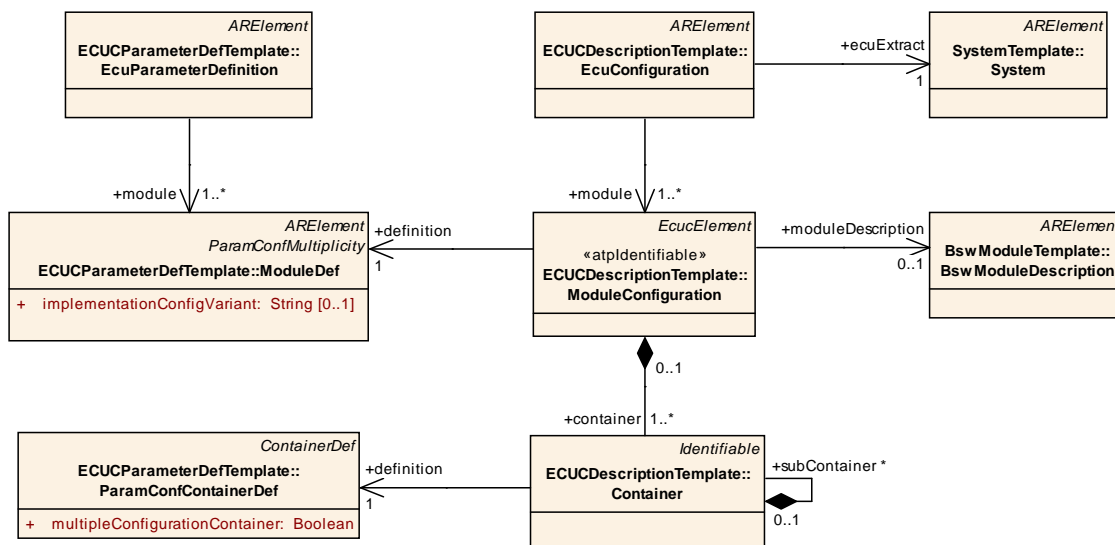 ARElement
ECUCParameterDefTemplate::
EcuParameterDefinition
ARElement
ECUCDescriptionTemplate::
EcuConfiguration
+ecuExtract
1
ARElement
SystemTemplate::
System
+module
1..*
+module
1..*
ARElement
ParamConfMultiplicity
ECUCParameterDefTemplate::ModuleDef
+ implementationConfigVariant: String [0..1]
+definition
1
EcucElement
«atpIdentifiable»
ECUCDescriptionTemplate::
ModuleConfiguration
+moduleDescription
0..1
ARElement
BswModuleTemplate::
BswModuleDescription
0..1
+container
1..*
ContainerDef
ECUCParameterDefTemplate::
ParamConfContainerDef
+ multipleConfigurationContainer: Boolean
+definition
1
Identifiable
ECUCDescriptionTemplate::
Container
+subContainer *
0..1